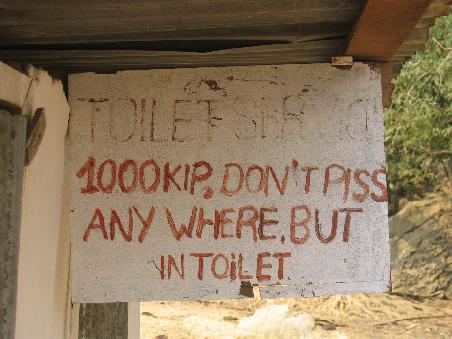 TOILET SERVICE
1000KIP, DON'T PISS
ANY WHERE, BUT
IN TOiLET